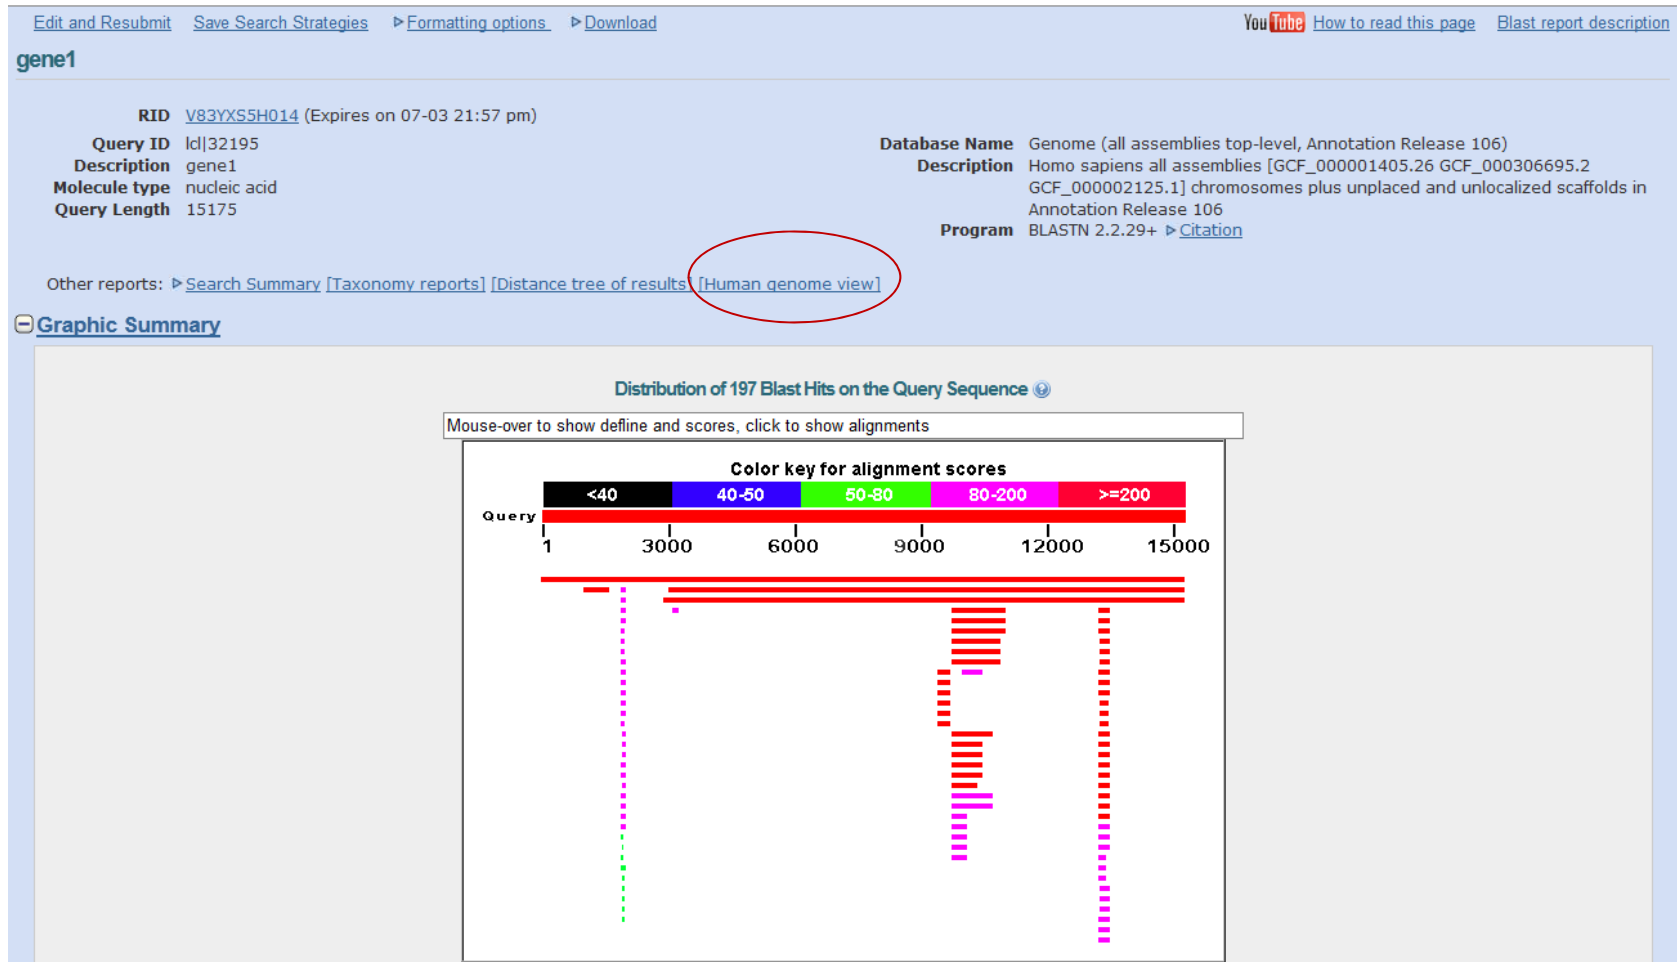 Edit and Resubmit Save Search Strategies Formatting options Download YouTube How to read this page Blast report description
gene1
RID V83YXS5H014 (Expires on 07-03 21:57 pm)
Query ID lcl|32195
Description gene1
Molecule type nucleic acid
Query Length 15175
Database Name Genome (all assemblies top-level, Annotation Release 106)
Description Homo sapiens all assemblies [GCF_000001405.26 GCF_000306695.2
GCF_000002125.1] chromosomes plus unplaced and unlocalized scaffolds in
Annotation Release 106
Program BLASTN 2.2.29+ Citation
Other reports: Search Summary [Taxonomy reports] [Distance tree of results] [Human genome view]
Graphic Summary
Distribution of 197 Blast Hits on the Query Sequence
Mouse-over to show defline and scores, click to show alignments
Color key for alignment scores
<40 40-50 50-80 80-200 >=200
Query
1 3000 6000 9000 12000 15000